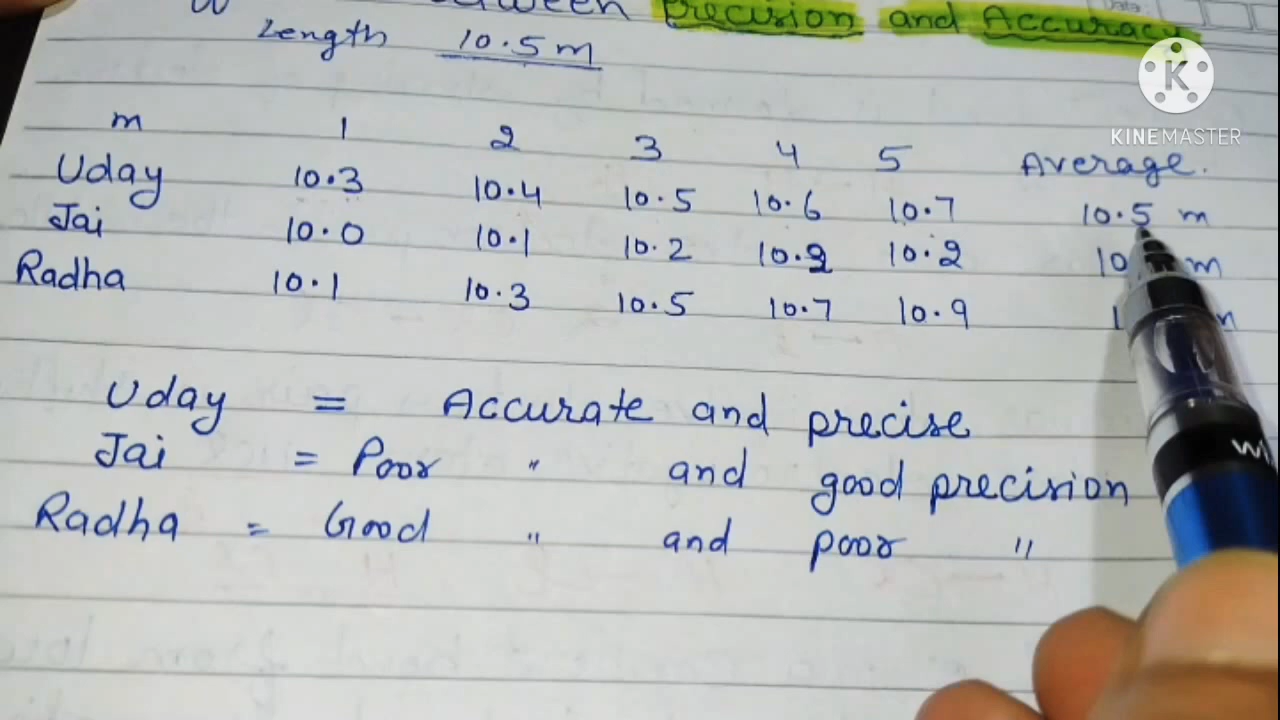 Precision and Accuracy
Length 10.5m
m 1 2 3 4 5 Average.
Uday 10.3 10.4 10.5 10.6 10.7 10.5 m
Jai 10.0 10.1 10.2 10.2 10.2 m
Radha 10.1 10.3 10.5 10.7 10.9
Uday = Accurate and precise
Jai = Poor " and good precision
Radha = Good " and poor "
KINEMASTER